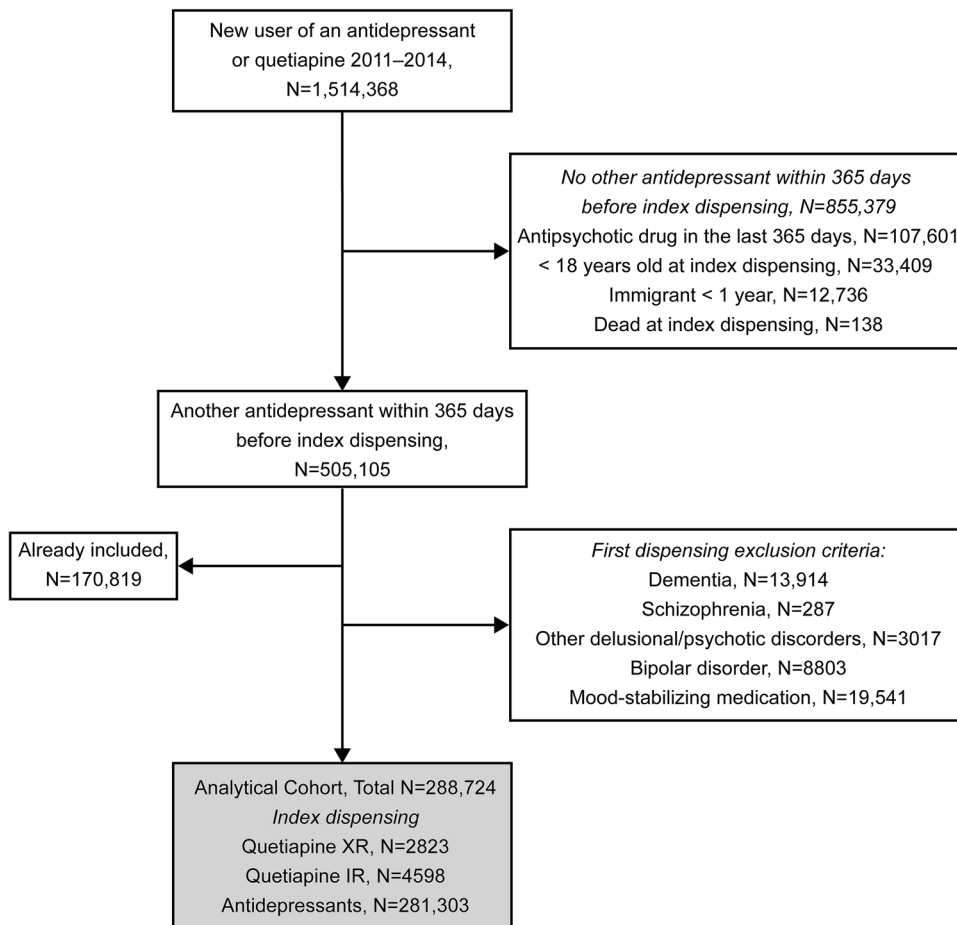 New user of an antidepressant
or quetiapine 2011–2014,
N=1,514,368
No other antidepressant within 365 days
before index dispensing, N=855,379
Antipsychotic drug in the last 365 days, N=107,601
< 18 years old at index dispensing, N=33,409
Immigrant < 1 year, N=12,736
Dead at index dispensing, N=138
Another antidepressant within 365 days
before index dispensing,
N=505,105
Already included,
N=170,819
First dispensing exclusion criteria:
Dementia, N=13,914
Schizophrenia, N=287
Other delusional/psychotic discorders, N=3017
Bipolar disorder, N=8803
Mood-stabilizing medication, N=19,541
Analytical Cohort, Total N=288,724
Index dispensing
Quetiapine XR, N=2823
Quetiapine IR, N=4598
Antidepressants, N=281,303